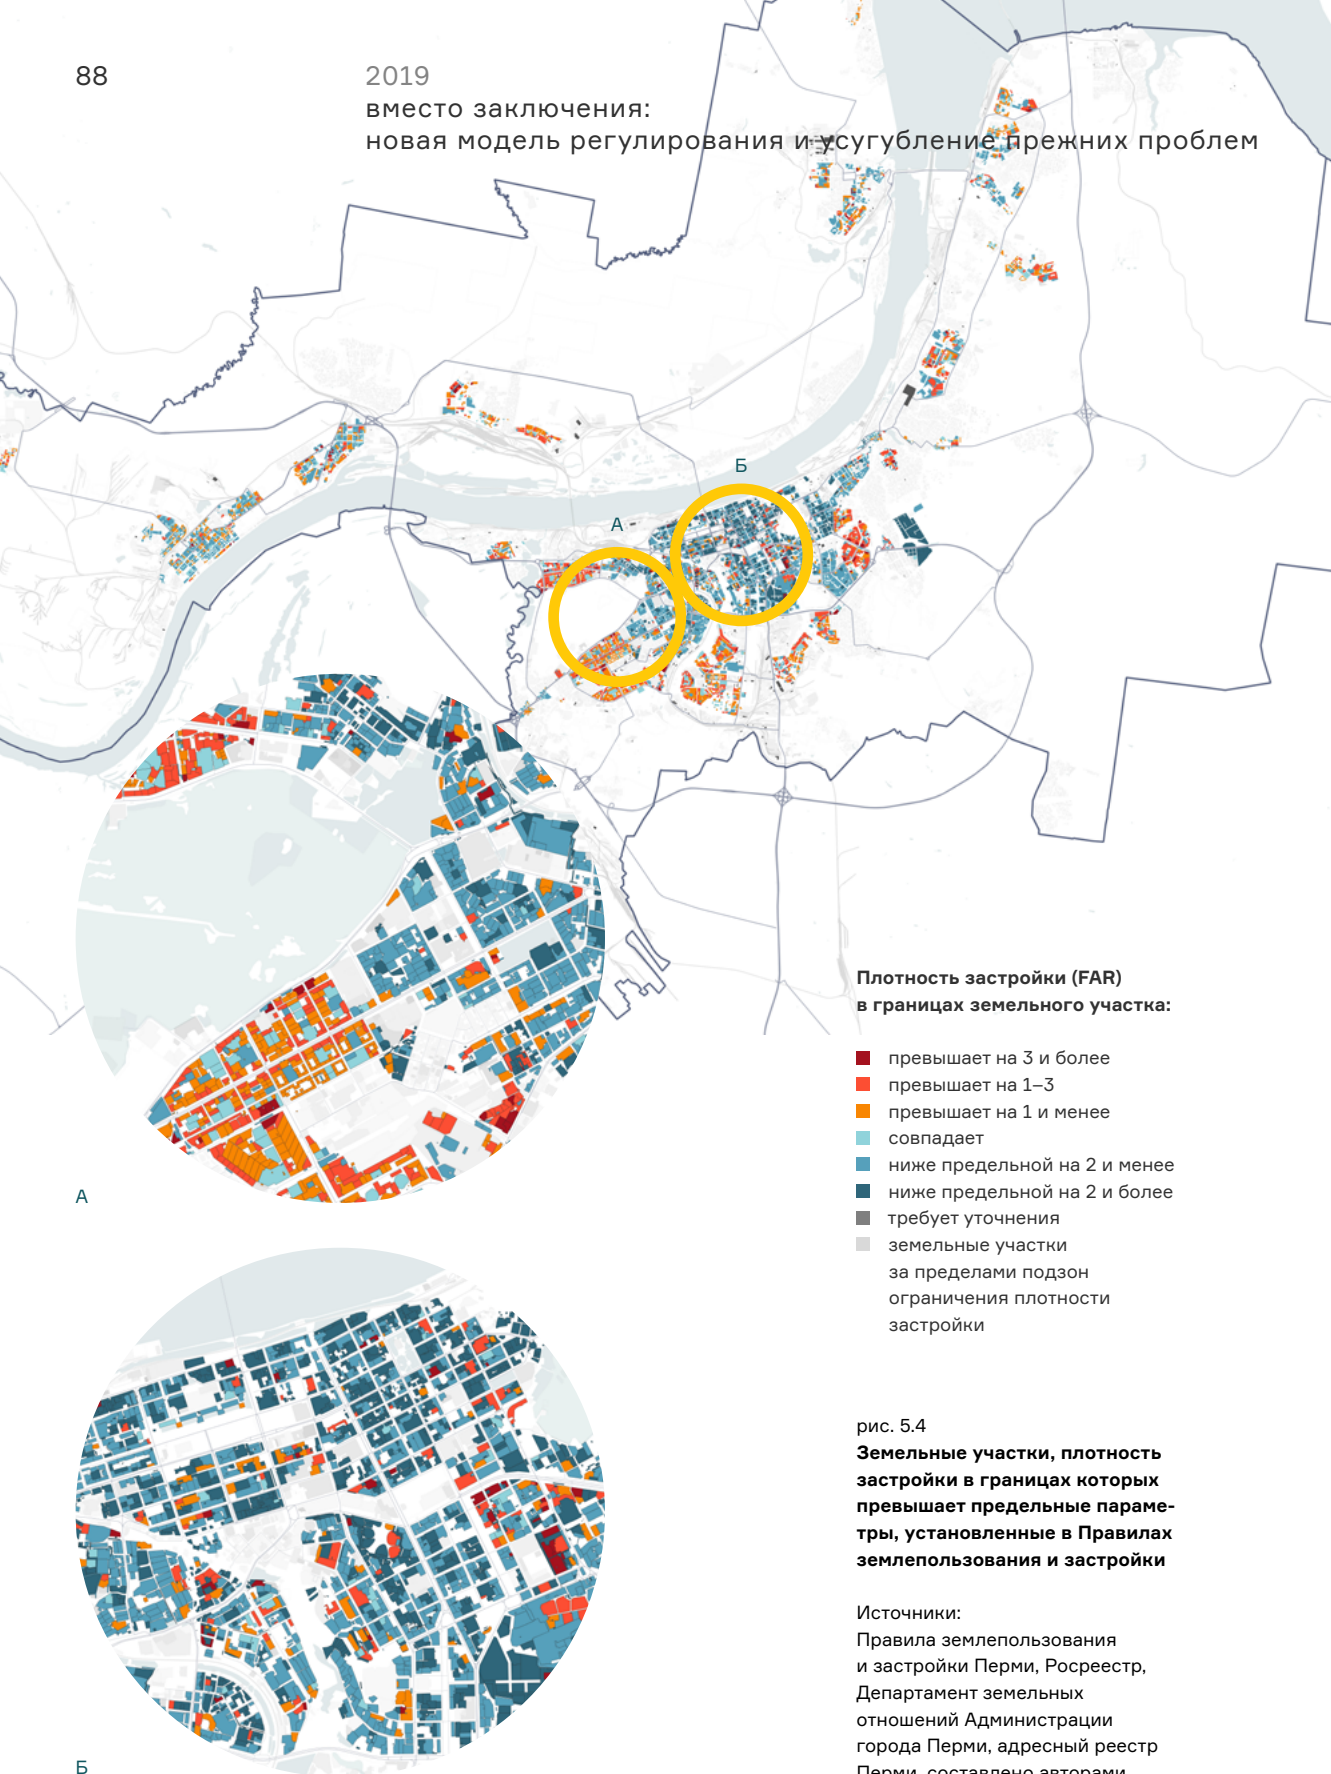 88
2019
вместо заключения:
новая модель регулирования и усугубление прежних проблем
Б
А
Плотность застройки (FAR)
в границах земельного участка:
превышает на 3 и более
превышает на 1–3
превышает на 1 и менее
совпадает
ниже предельной на 2 и менее
ниже предельной на 2 и более
требует уточнения
земельные участки
за пределами подзон
ограничения плотности
застройки
А
рис. 5.4
Земельные участки, плотность
застройки в границах которых
превышает предельные параме-
тры, установленные в Правилах
землепользования и застройки
Источники:
Правила землепользования
и застройки Перми, Росреестр,
Департамент земельных
отношений Администрации
города Перми, адресный реестр
Перми, составлено авторами
Б